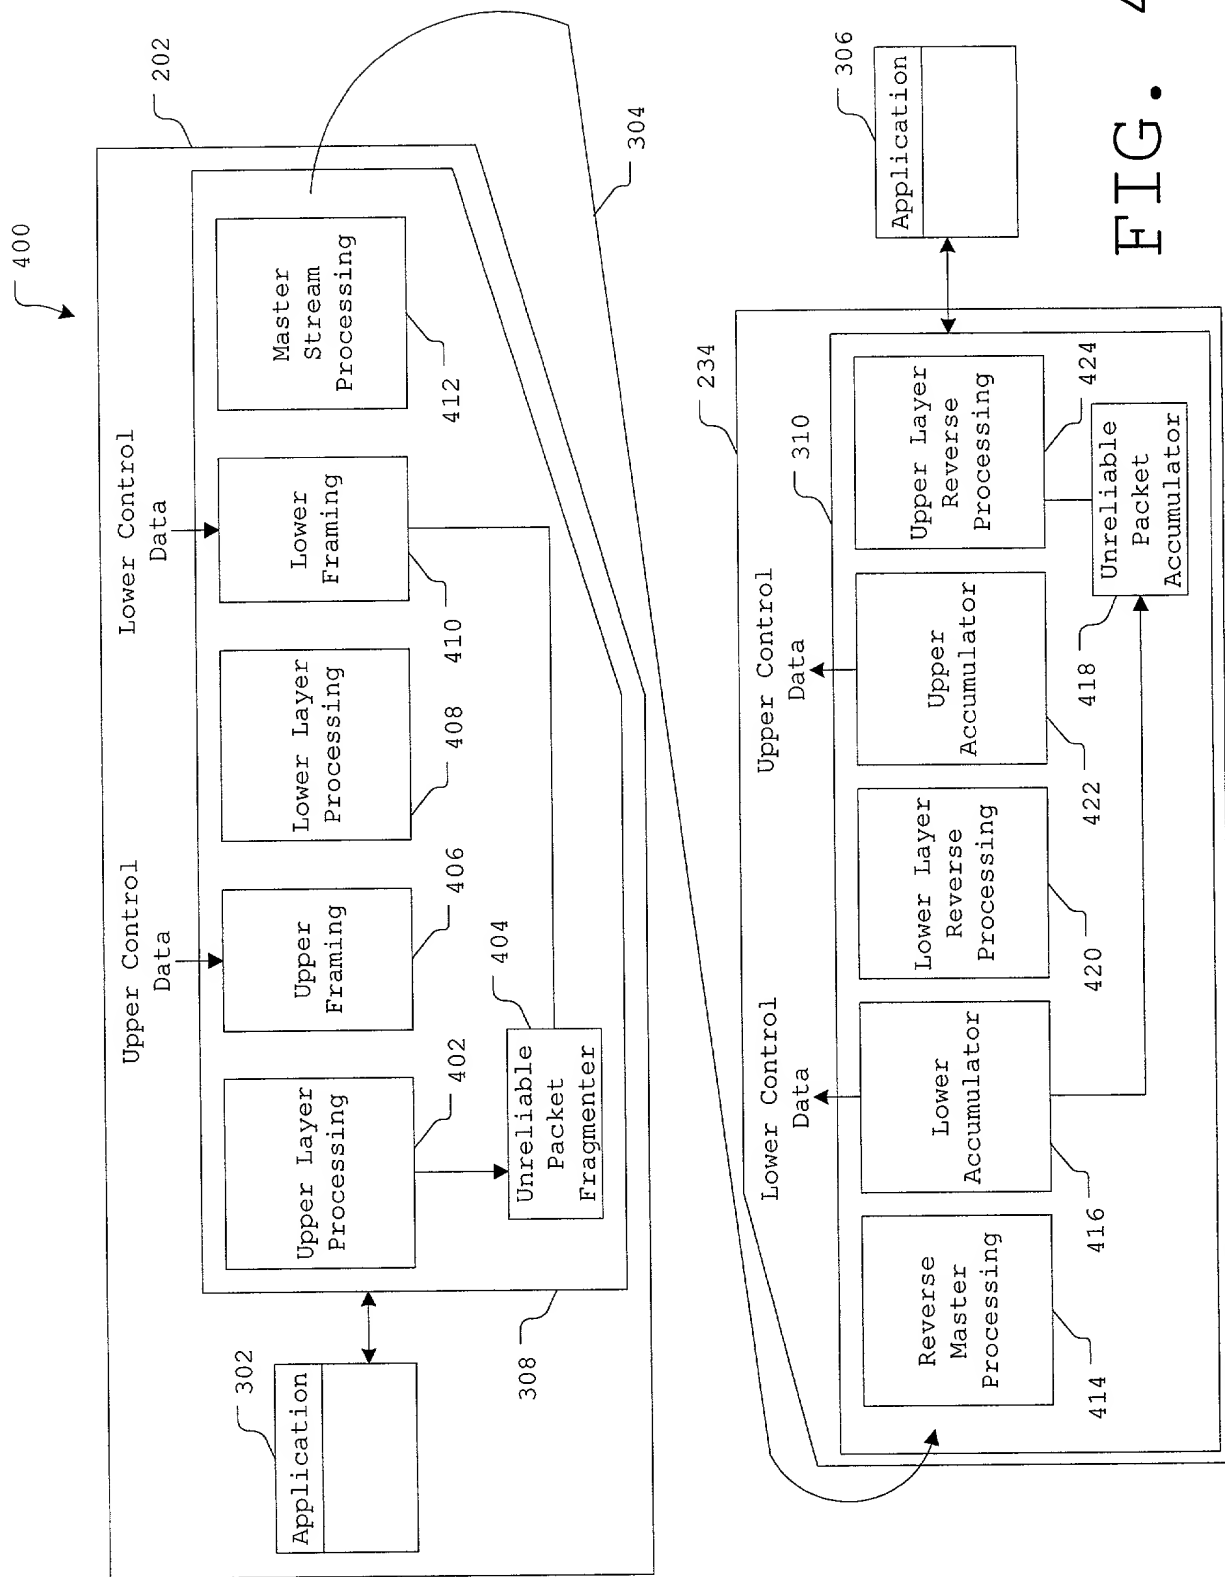 400
202
Upper Control
Data
Lower Control
Data
302
Application
Upper Layer
Processing
402
Upper
Framing
406
Lower Layer
Processing
408
Lower
Framing
410
Master
Stream
Processing
412
Unreliable
Packet
Fragmenter
404
308
304
234
310
Lower Control
Data
Upper Control
Data
Reverse
Master
Processing
414
Lower
Accumulator
416
Lower Layer
Reverse
Processing
420
Upper
Accumulator
422
Upper Layer
Reverse
Processing
424
Unreliable
Packet
Accumulator
418
306
Application
FIG. 4